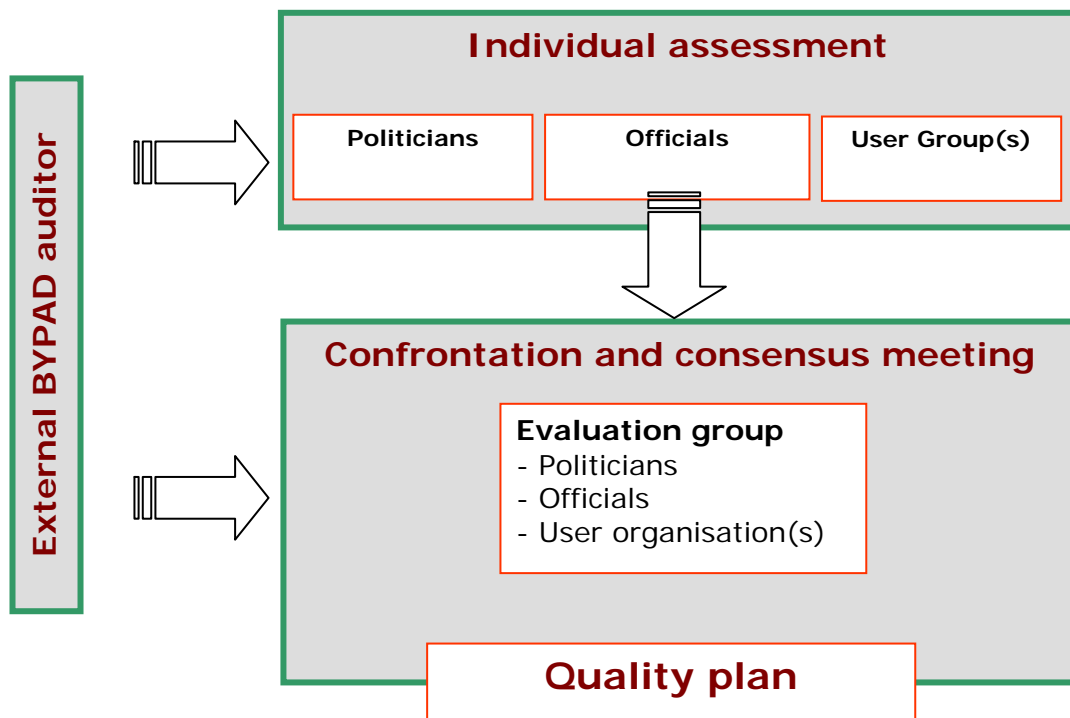 External BYPAD auditor
Individual assessment
Politicians
Officials
User Group(s)
Confrontation and consensus meeting
Evaluation group
- Politicians
- Officials
- User organisation(s)
Quality plan